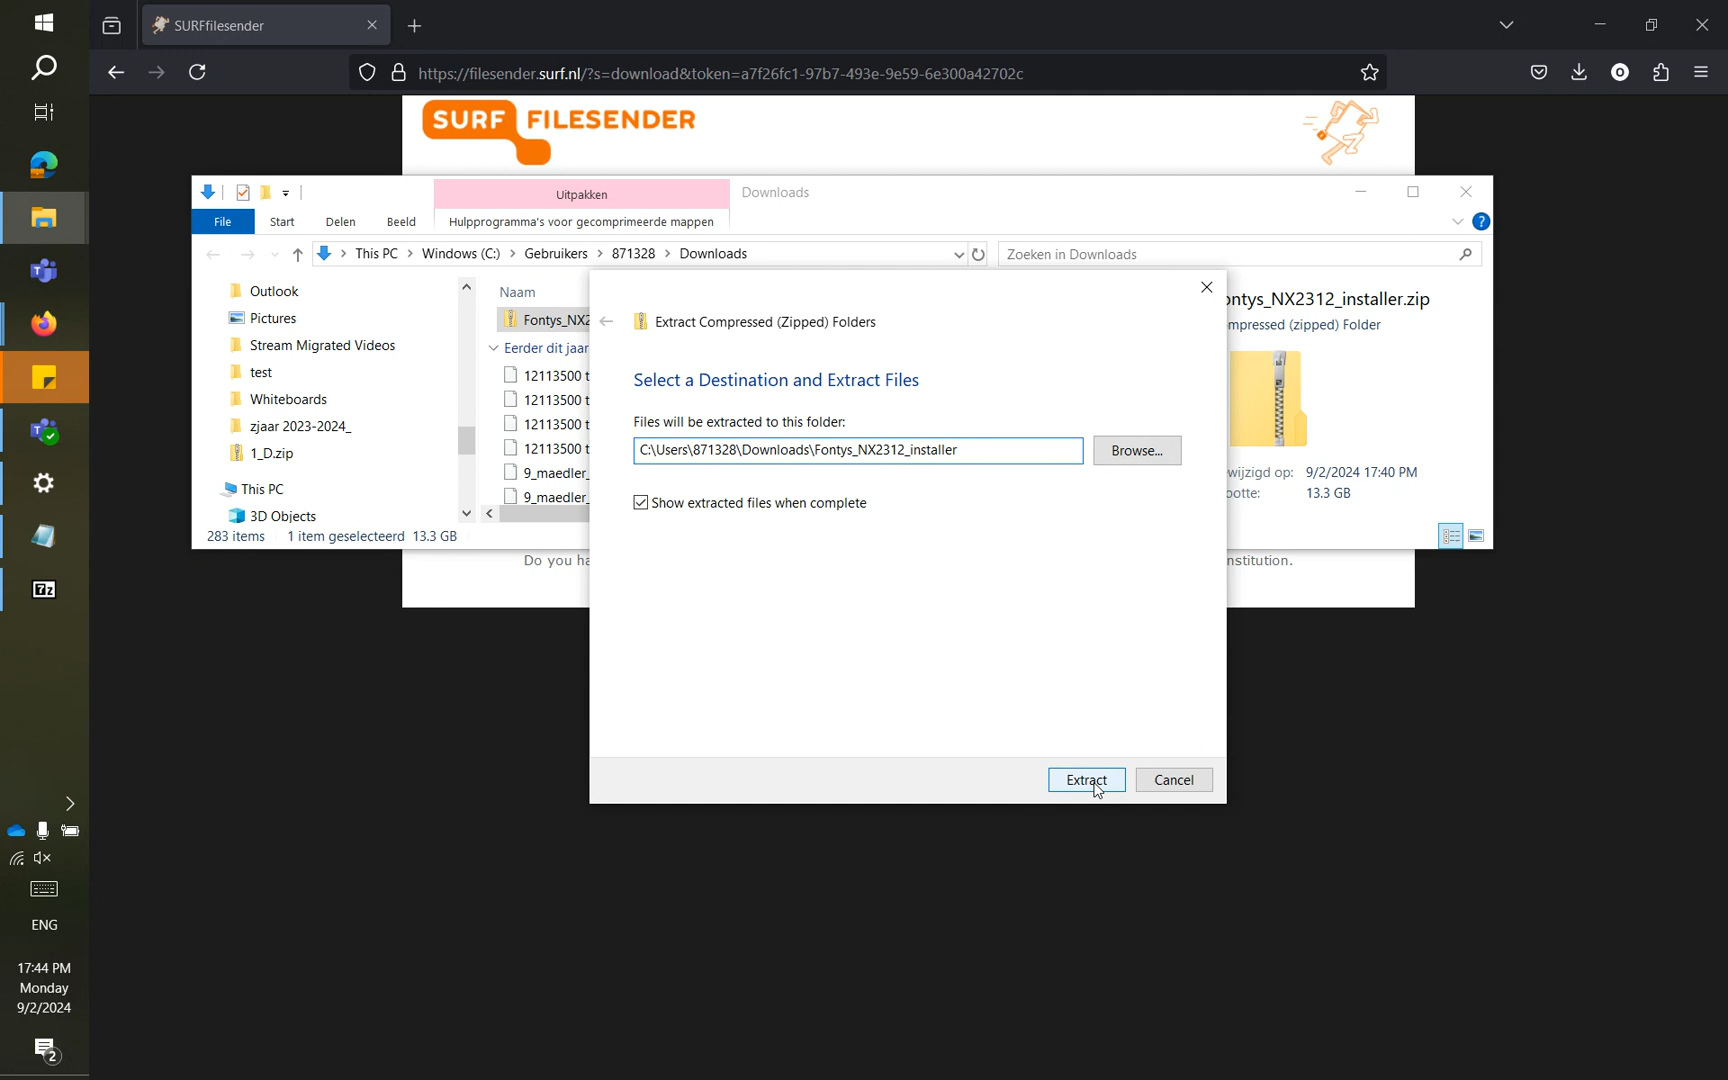 SURFfilesender
https://filesender.surf.nl/?s=download&token=a7f26fc1-97b7-493e-9e59-6e300a42702c
SURF FILESENDER
Uitpakken
Downloads
File Start Delen Beeld Hulpprogramma's voor gecomprimeerde mappen
This PC > Windows (C:) > Gebruikers > 871328 > Downloads
Zoeken in Downloads
Outlook
Pictures
Stream Migrated Videos
test
Whiteboards
zjaar 2023-2024_
1_D.zip
This PC
3D Objects
283 items 1 item geselecteerd 13.3 GB
Naam
Fontys_NX2
Eerder dit jaar
12113500 t
12113500 t
12113500 t
12113500 t
9_maedler_
9_maedler_
Extract Compressed (Zipped) Folders
Select a Destination and Extract Files
Files will be extracted to this folder:
C:\Users\871328\Downloads\Fontys_NX2312_installer
Browse...
Show extracted files when complete
Extract
Cancel
ontys_NX2312_installer.zip
mpressed (zipped) Folder
wijzigd op: 9/2/2024 17:40 PM
otte: 13.3 GB
Do you ha
nstitution.
7z
ENG
17:44 PM
Monday
9/2/2024
2